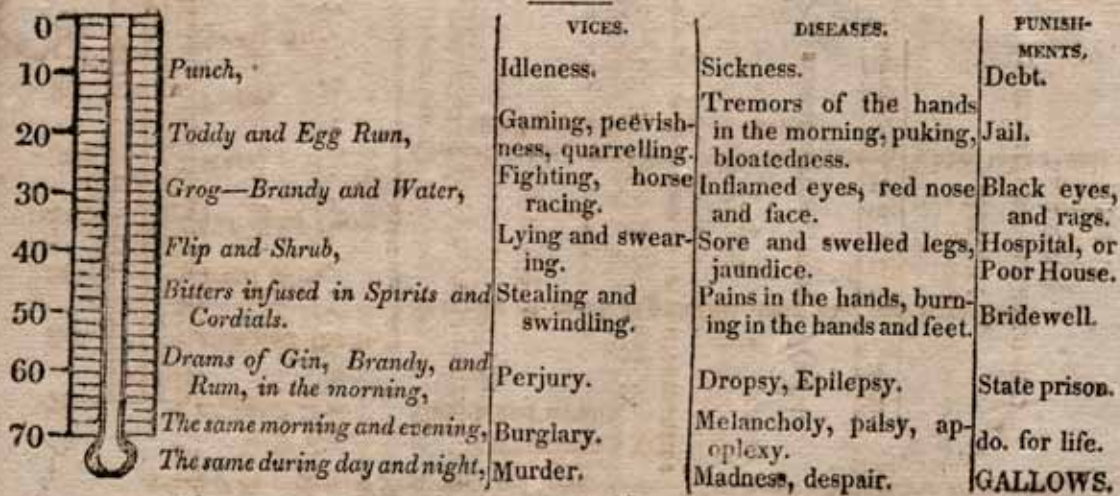 VICES. DISEASES. PUNISH-
MENTS,
0
10 Punch, Idleness. Sickness. Debt.
20 Toddy and Egg Rum, Gaming, peevish-
ness, quarrelling. Tremors of the hands
in the morning, puking,
bloatedness. Jail.
30 Grog—Brandy and Water, Fighting, horse
racing. Inflamed eyes, red nose
and face. Black eyes,
and rags.
40 Flip and Shrub, Lying and swear-
ing. Sore and swelled legs,
jaundice. Hospital, or
Poor House.
50 Bitters infused in Spirits and
Cordials. Stealing and
swindling. Pains in the hands, burn-
ing in the hands and feet. Bridewell.
60 Drams of Gin, Brandy, and
Rum, in the morning, Perjury. Dropsy, Epilepsy. State prison.
70 The same morning and evening, Burglary. Melancholy, palsy, ap-
oplexy. do. for life.
The same during day and night, Murder. Madness, despair. GALLOWS.